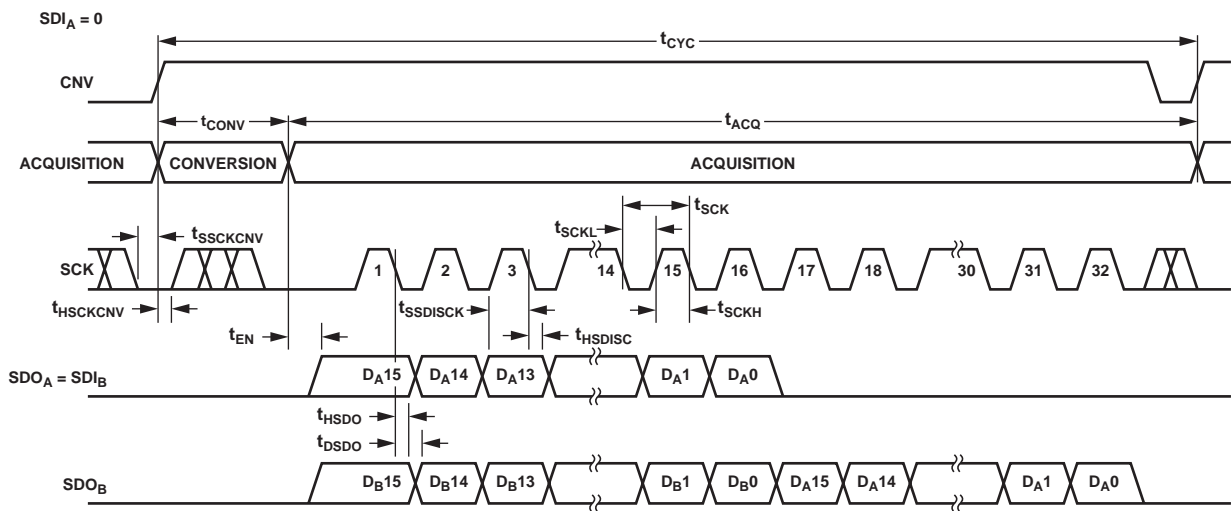 SDIA = 0
tCYC
CNV
tCONV
tACQ
ACQUISITION
CONVERSION
ACQUISITION
tSCK
tSSCKCNV
tSCKL
SCK
1 2 3 14 15 16 17 18 30 31 32
tHSCKCNV
tSSDISCK
tSCKH
tEN
tHSDISC
SDOA = SDIB
DA15 DA14 DA13 DA1 DA0
tHSDO
tDSDO
SDOB
DB15 DB14 DB13 DB1 DB0 DA15 DA14 DA1 DA0